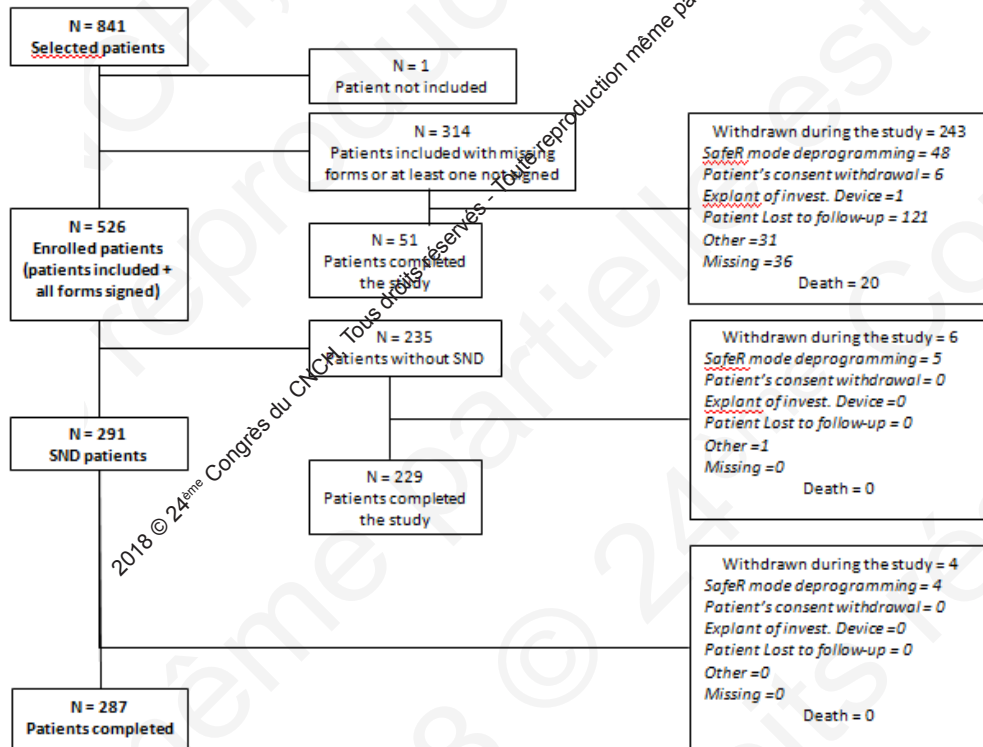 N = 841
Selected patients
N = 1
Patient not included
N = 314
Patients included with missing
forms or at least one not signed
Withdrawn during the study = 243
SafeR mode deprogramming = 48
Patient's consent withdrawal = 6
Explant of invest. Device =1
Patient Lost to follow-up = 121
Other =31
Missing =36
Death = 20
N = 526
Enrolled patients
(patients included +
all forms signed)
N = 51
Patients completed
the study
N = 235
Patients without SND
Withdrawn during the study = 6
SafeR mode deprogramming = 5
Patient's consent withdrawal = 0
Explant of invest. Device =0
Patient Lost to follow-up = 0
Other =1
Missing =0
Death = 0
N = 291
SND patients
N = 229
Patients completed
the study
Withdrawn during the study = 4
SafeR mode deprogramming = 4
Patient's consent withdrawal = 0
Explant of invest. Device =0
Patient Lost to follow-up = 0
Other =0
Missing =0
Death = 0
N = 287
Patients completed
2018 © 24ème Congrès du CNCH, Tous droits réservés - Toute reproduction même